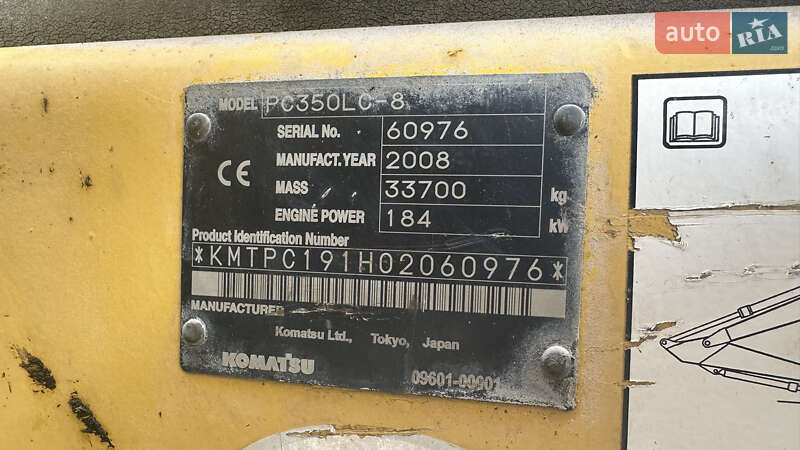 auto RIA.com
MODEL PC350LC-8
SERIAL No. 60976
MANUFACT.YEAR 2008
CE
MASS 33700 kg
ENGINE POWER 184 kW
Product Identification Number
*KMTPC191H02060976*
MANUFACTURER
Komatsu Ltd., Tokyo, Japan
KOMATSU
09601-00001